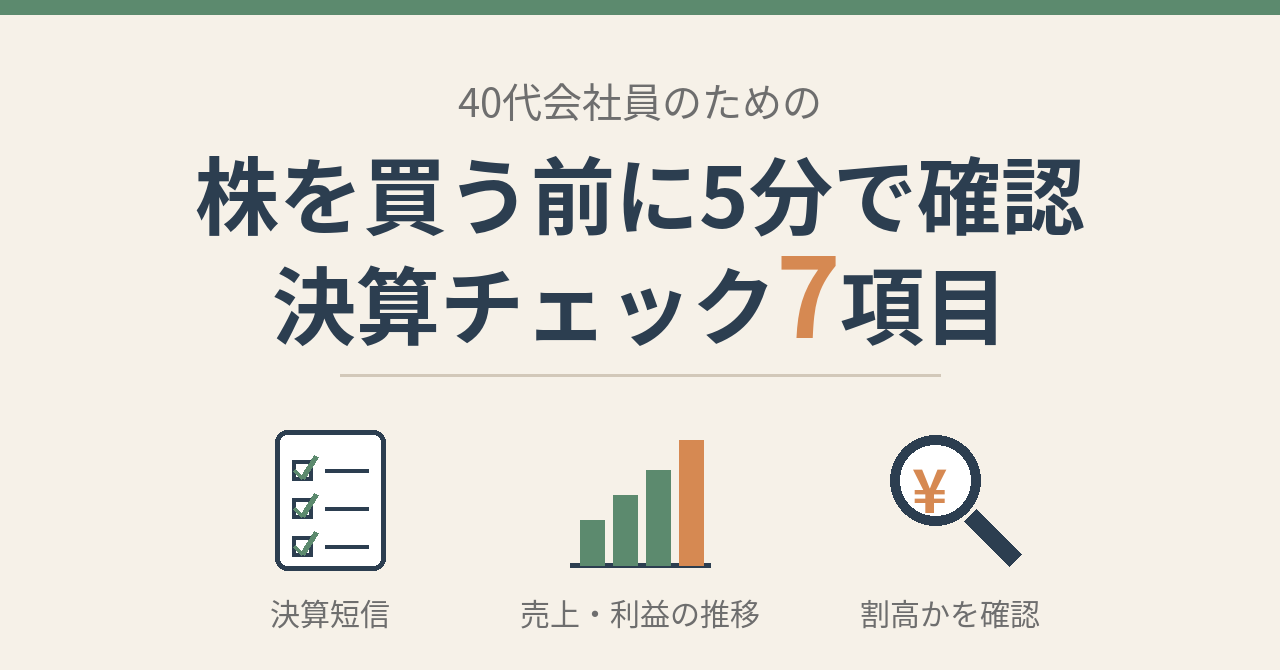 40代会社員のための
株を買う前に5分で確認
決算チェック7項目
¥
決算短信
売上・利益の推移
割高かを確認